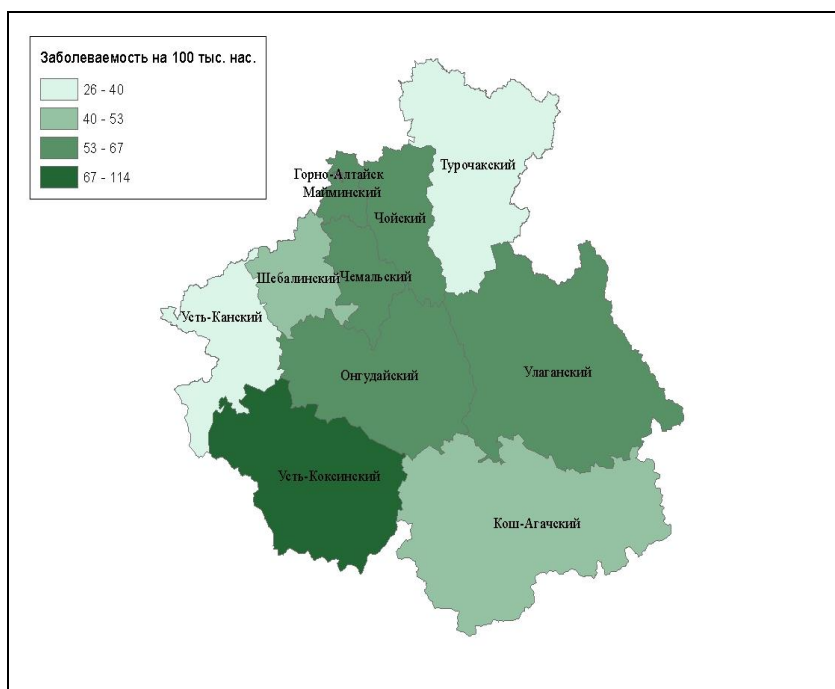 Заболеваемость на 100 тыс. нас.
26 - 40
40 - 53
53 - 67
67 - 114
Турочакский
Горно-Алтайск
Майминский
Чойский
Шебалинский
Чемальский
Усть-Канский
Онгудайский
Улаганский
Усть-Коксинский
Кош-Агачский